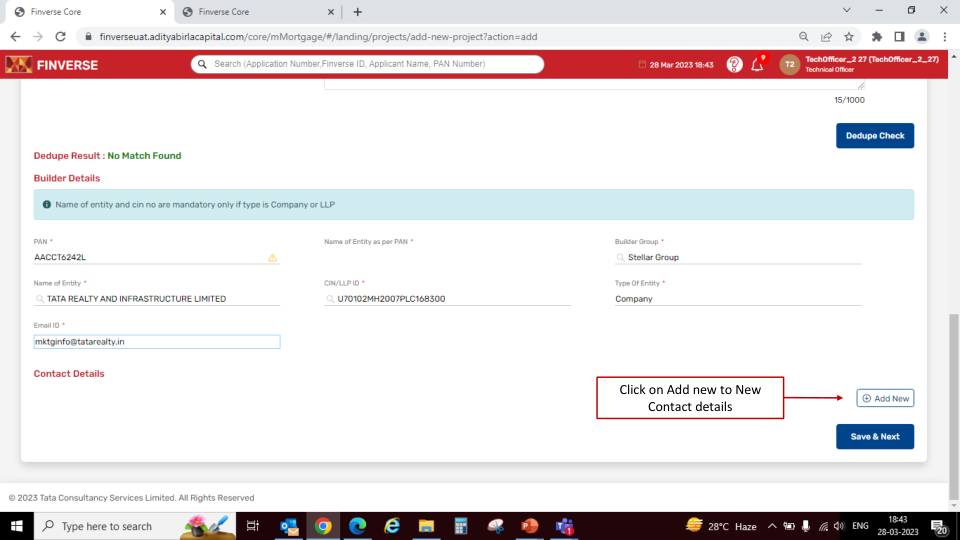 Finverse Core
Finverse Core
finverseuat.adityabirlacapital.com/core/mMortgage/#/landing/projects/add-new-project?action=add
FINVERSE
Search (Application Number,Finverse ID, Applicant Name, PAN Number)
28 Mar 2023 18:43
T2
TechOfficer_2 27 (TechOfficer_2_27)
Technical Officer
15/1000
Dedupe Check
Dedupe Result : No Match Found
Builder Details
Name of entity and cin no are mandatory only if type is Company or LLP
PAN *
Name of Entity as per PAN *
Builder Group *
AACCT6242L
Stellar Group
Name of Entity *
CIN/LLP ID *
Type Of Entity *
TATA REALTY AND INFRASTRUCTURE LIMITED
U70102MH2007PLC168300
Company
Email ID *
mktginfo@tatarealty.in
Contact Details
Click on Add new to New
Contact details
Add New
Save & Next
© 2023 Tata Consultancy Services Limited. All Rights Reserved
Type here to search
28°C Haze
ENG
18:43
28-03-2023
20